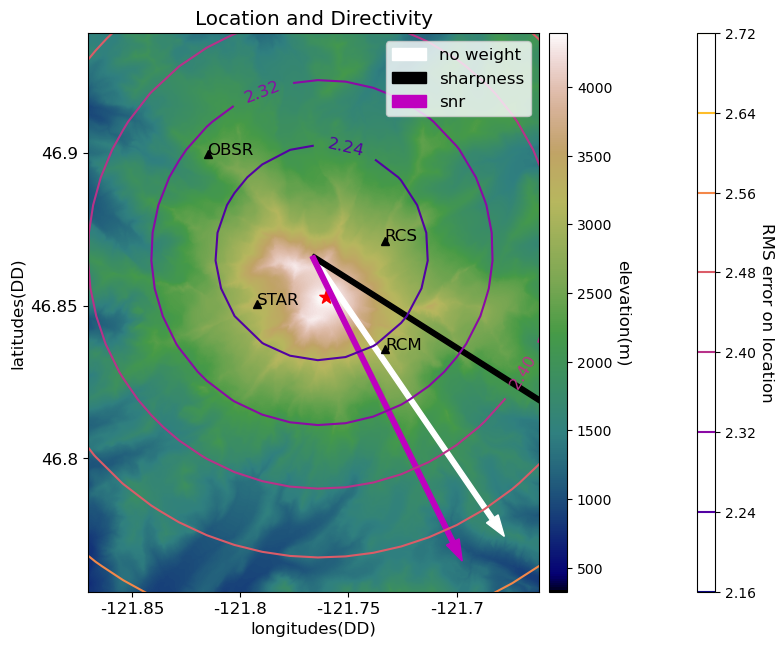 Location and Directivity
no weight
sharpness
snr
2.32
2.24
OBSR
RCS
STAR
RCM
2.40
46.9
46.85
46.8
latitudes(DD)
-121.85
-121.8
-121.75
-121.7
longitudes(DD)
4000
3500
3000
2500
2000
1500
1000
500
elevation(m)
2.72
2.64
2.56
2.48
2.40
2.32
2.24
2.16
RMS error on location